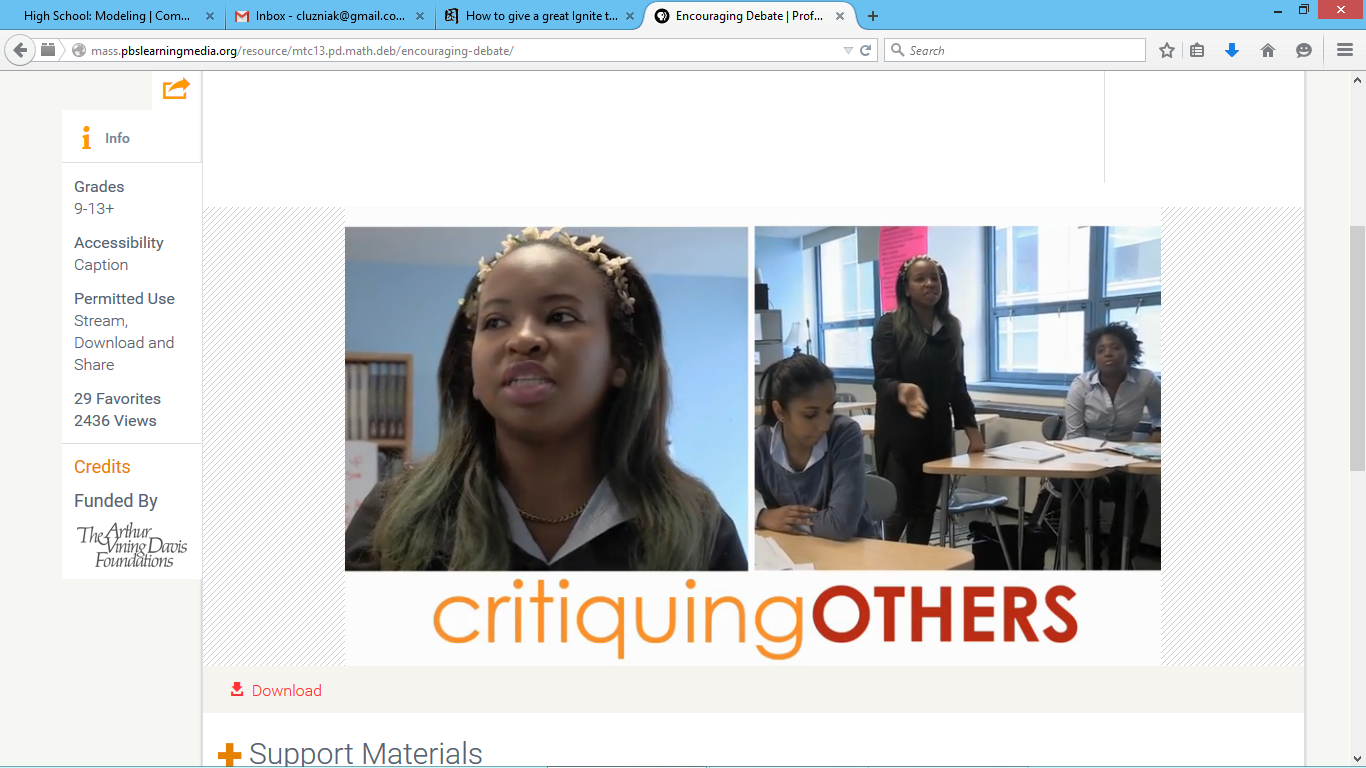 High School: Modeling | Com...
Inbox - cluzniak@gmail.co...
How to give a great Ignite t...
Encouraging Debate | Prof...
mass.pbslearningmedia.org/resource/mtc13.pd.math.deb/encouraging-debate/
Search
Info
Grades
9-13+
Accessibility
Caption
Permitted Use
Stream,
Download and
Share
29 Favorites
2436 Views
Credits
Funded By
The Arthur
Vining Davis
Foundations
critiquingOTHERS
Download
Support Materials